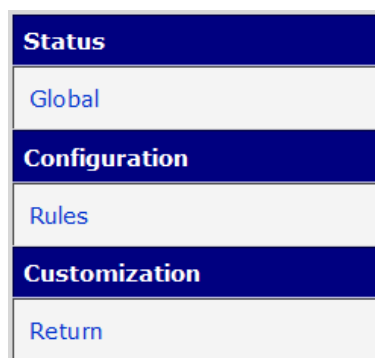 Status
Global
Configuration
Rules
Customization
Return